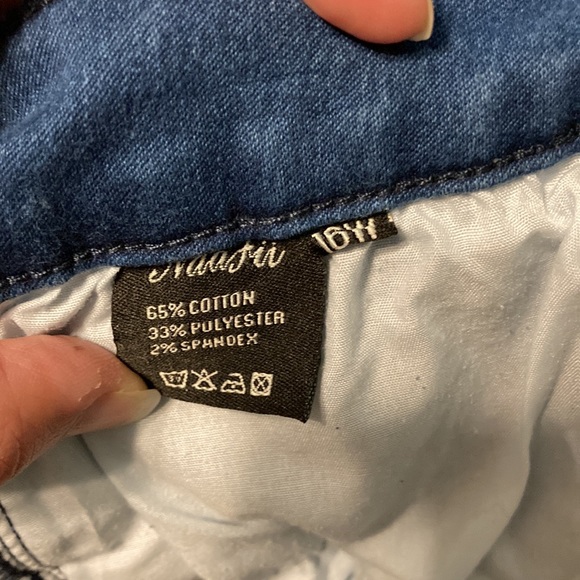 16W
65% COTTON
33% PULYESTER
2% SPANDEX